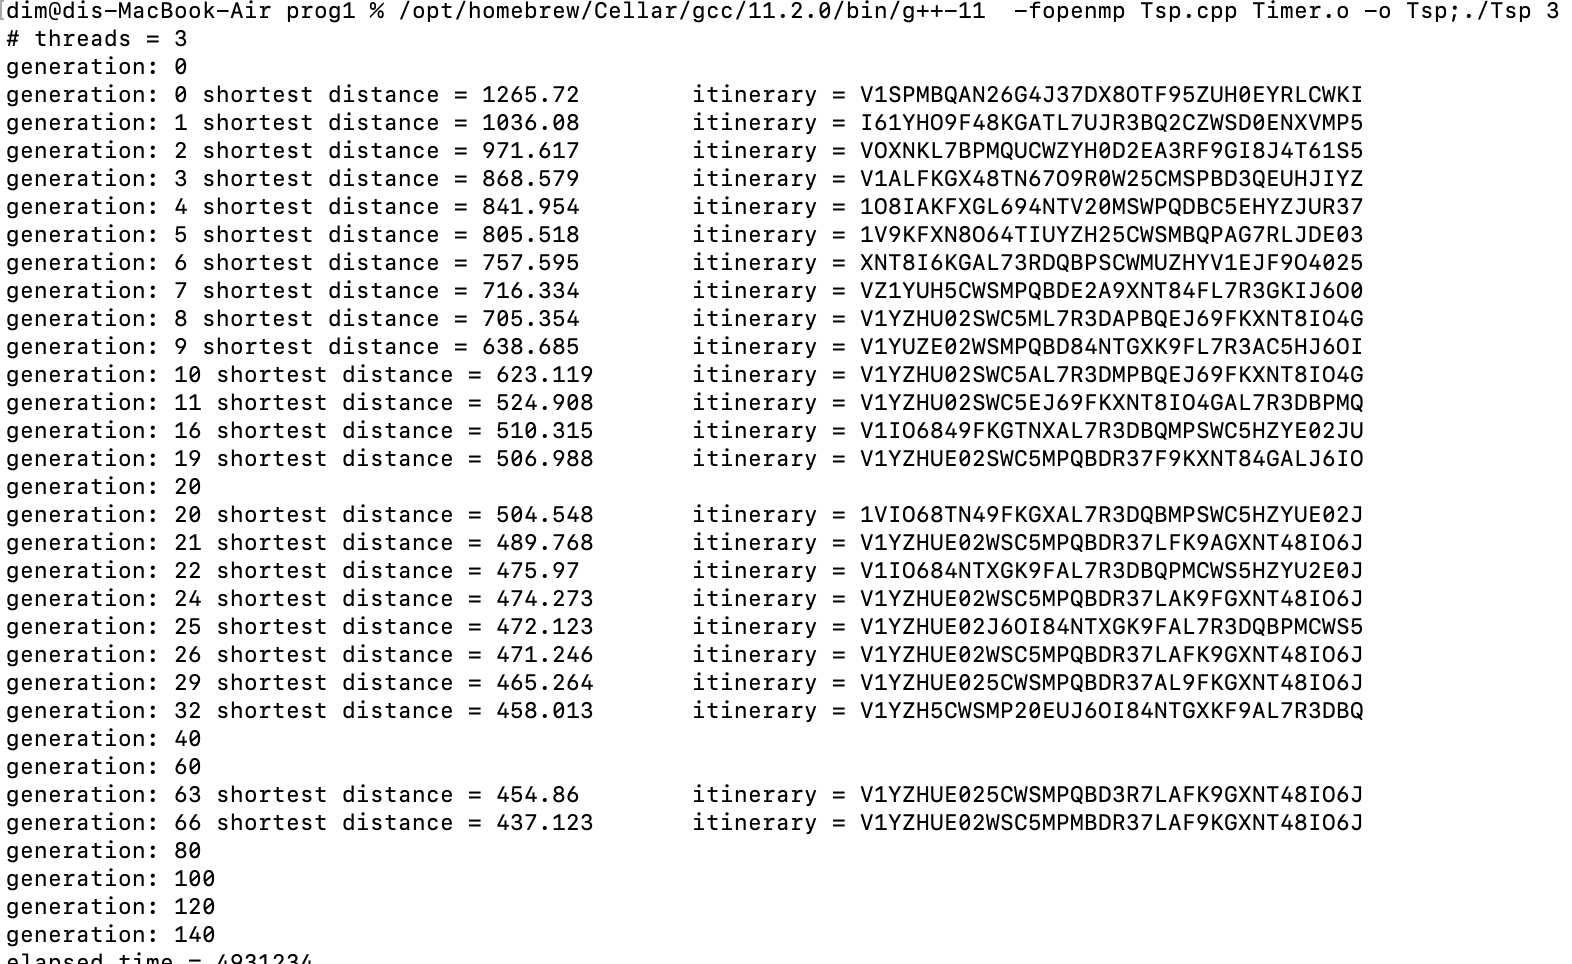 [dim@dis-MacBook-Air prog1 % /opt/homebrew/Cellar/gcc/11.2.0/bin/g++-11  -fopenmp Tsp.cpp Timer.o -o Tsp;./Tsp 3
# threads = 3
generation: 0
generation: 0 shortest distance = 1265.72        itinerary = V1SPMBQAN26G4J37DX8OTF95ZUH0EYRLCWKI
generation: 1 shortest distance = 1036.08        itinerary = I61YHO9F48KGATL7UJR3BQ2CZWSD0ENXVMP5
generation: 2 shortest distance = 971.617        itinerary = VOXNKL7BPMQUCWZYH0D2EA3RF9GI8J4T61S5
generation: 3 shortest distance = 868.579        itinerary = V1ALFKGX48TN67O9R0W25CMSPBD3QEUHJIYZ
generation: 4 shortest distance = 841.954        itinerary = 1O8IAKFXGL694NTV20MSWPQDBC5EHYZJUR37
generation: 5 shortest distance = 805.518        itinerary = 1V9KFXN8O64TIUYZH25CWSMBQPAG7RLJDE03
generation: 6 shortest distance = 757.595        itinerary = XNT8I6KGAL73RDQBPSCWMUZHYV1EJF9O4025
generation: 7 shortest distance = 716.334        itinerary = VZ1YUH5CWSMPQBDE2A9XNT84FL7R3GKIJ6O0
generation: 8 shortest distance = 705.354        itinerary = V1YZHU02SWC5ML7R3DAPBQEJ69FKXNT8IO4G
generation: 9 shortest distance = 638.685        itinerary = V1YUZE02WSMPQBD84NTGXK9FL7R3AC5HJ6OI
generation: 10 shortest distance = 623.119       itinerary = V1YZHU02SWC5AL7R3DMPBQEJ69FKXNT8IO4G
generation: 11 shortest distance = 524.908       itinerary = V1YZHU02SWC5EJ69FKXNT8IO4GAL7R3DBPMQ
generation: 16 shortest distance = 510.315       itinerary = V1IO6849FKGTNXAL7R3DBQMPSWC5HZYE02JU
generation: 19 shortest distance = 506.988       itinerary = V1YZHUE02SWC5MPQBDR37F9KXNT84GALJ6IO
generation: 20
generation: 20 shortest distance = 504.548       itinerary = 1VIO68TN49FKGXAL7R3DQBMPSWC5HZYUE02J
generation: 21 shortest distance = 489.768       itinerary = V1YZHUE02WSC5MPQBDR37LFK9AGXNT48IO6J
generation: 22 shortest distance = 475.97        itinerary = V1IO684NTXGK9FAL7R3DBQPMCWS5HZYU2E0J
generation: 24 shortest distance = 474.273       itinerary = V1YZHUE02WSC5MPQBDR37LAK9FGXNT48IO6J
generation: 25 shortest distance = 472.123       itinerary = V1YZHUE02J6OI84NTXGK9FAL7R3DQBPMCWS5
generation: 26 shortest distance = 471.246       itinerary = V1YZHUE02WSC5MPQBDR37LAFK9GXNT48IO6J
generation: 29 shortest distance = 465.264       itinerary = V1YZHUE025CWSMPQBDR37AL9FKGXNT48IO6J
generation: 32 shortest distance = 458.013       itinerary = V1YZH5CWSMP20EUJ6OI84NTGXKF9AL7R3DBQ
generation: 40
generation: 60
generation: 63 shortest distance = 454.86        itinerary = V1YZHUE025CWSMPQBD3R7LAFK9GXNT48IO6J
generation: 66 shortest distance = 437.123       itinerary = V1YZHUE02WSC5MPMBDR37LAF9KGXNT48IO6J
generation: 80
generation: 100
generation: 120
generation: 140
elapsed time = 4931234